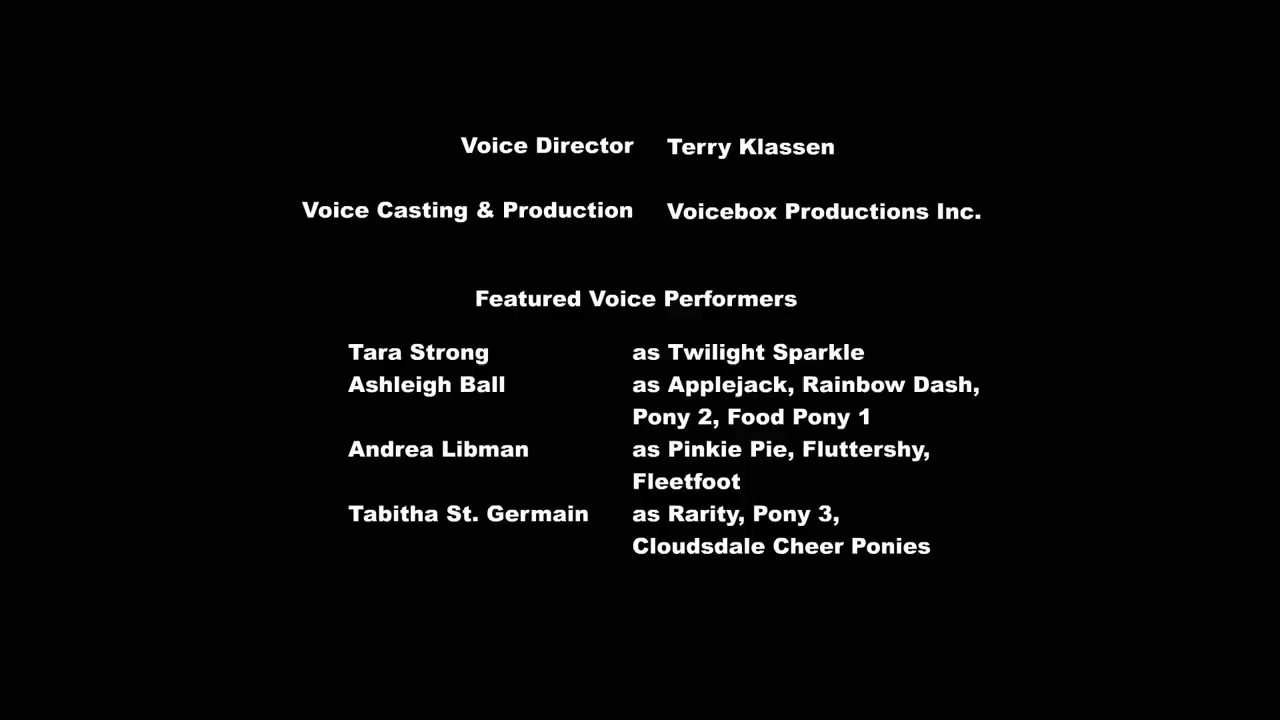 Voice Director Terry Klassen
Voice Casting & Production Voicebox Productions Inc.
Featured Voice Performers
Tara Strong as Twilight Sparkle
Ashleigh Ball as Applejack, Rainbow Dash,
Pony 2, Food Pony 1
Andrea Libman as Pinkie Pie, Fluttershy,
Fleetfoot
Tabitha St. Germain as Rarity, Pony 3,
Cloudsdale Cheer Ponies